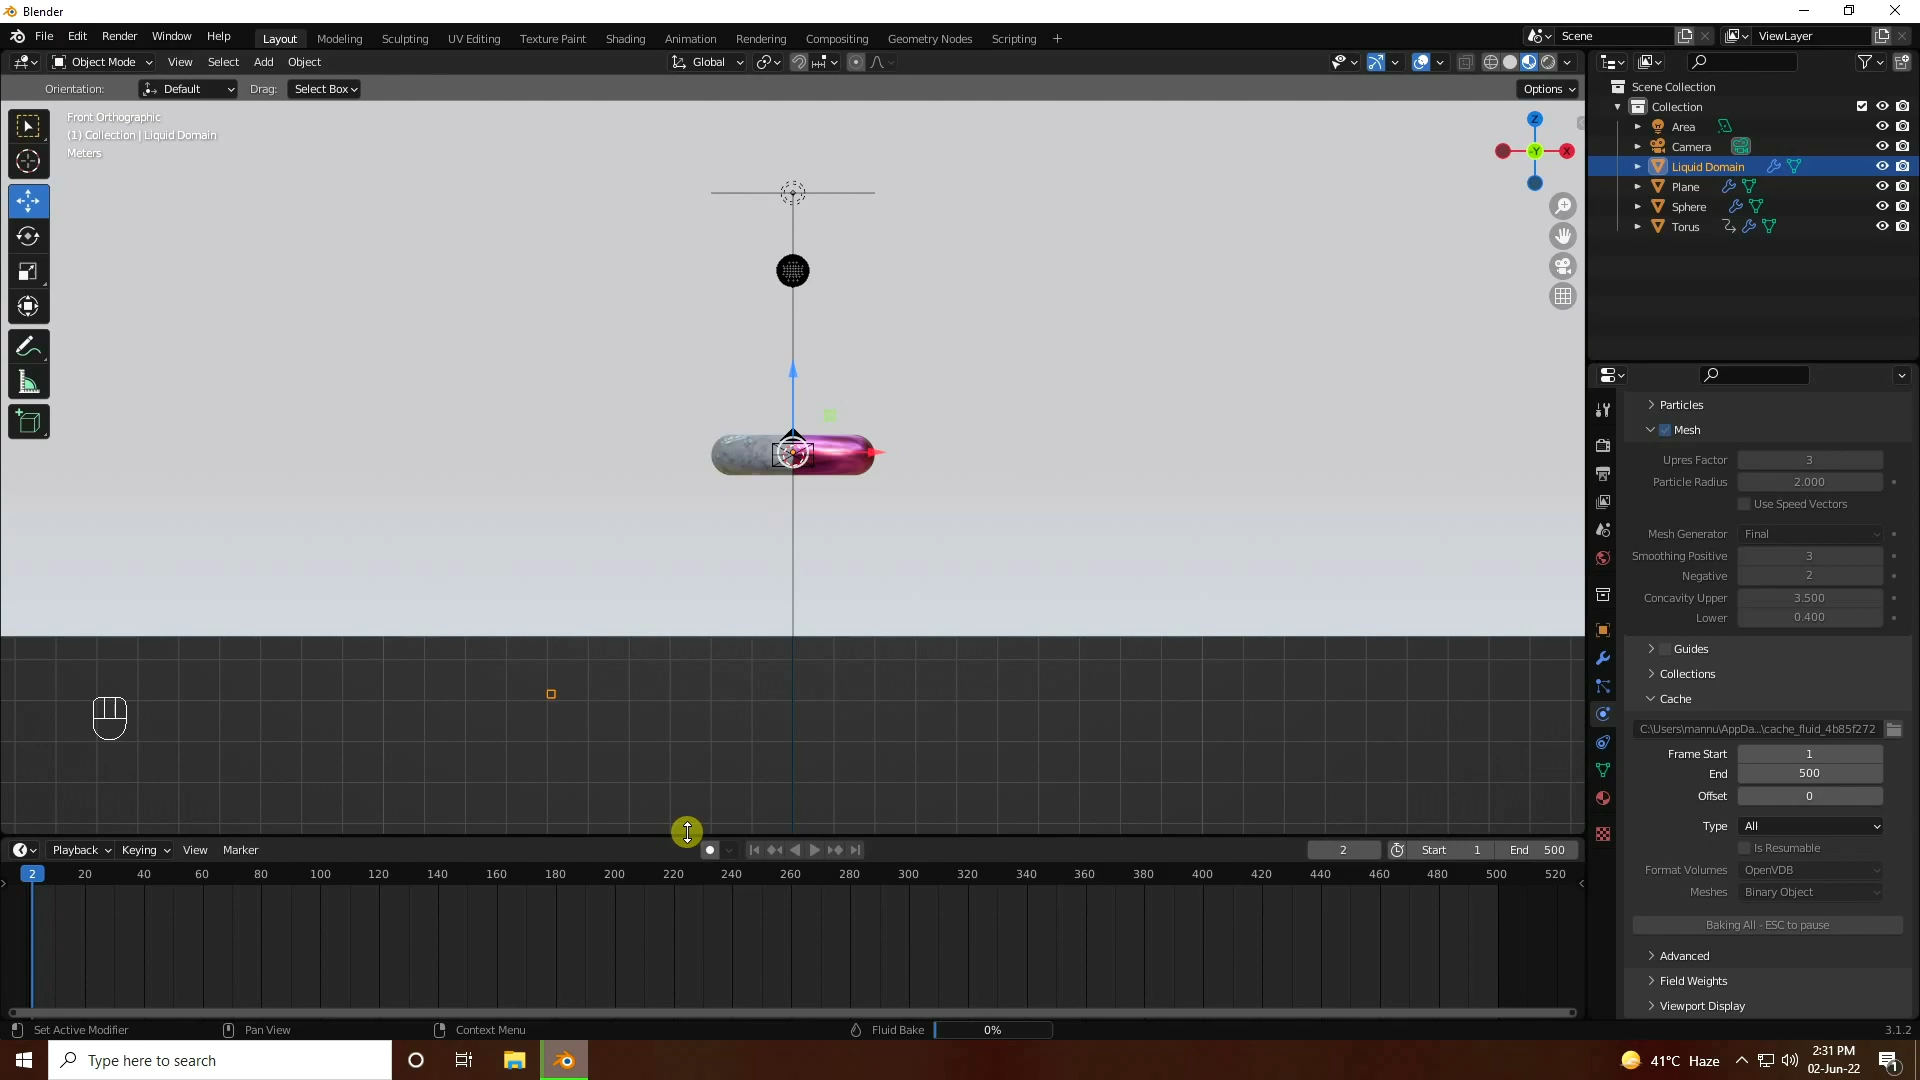 Blender
File Edit Render Window Help
Layout Modeling Sculpting UV Editing Texture Paint Shading Animation Rendering Compositing Geometry Nodes Scripting +
Scene
ViewLayer
Object Mode View Select Add Object
Global
Orientation: Default Drag: Select Box
Options
Front Orthographic
(1) Collection | Liquid Domain
Meters
Z
X
-Y
Scene Collection
Collection
Area
Camera
Liquid Domain
Plane
Sphere
Torus
Particles
Mesh
Upres Factor 3
Particle Radius 2.000
Use Speed Vectors
Mesh Generator Final
Smoothing Positive 3
Negative 2
Concavity Upper 3.500
Lower 0.400
Guides
Collections
Cache
C:\Users\mannu\AppDa...\cache_fluid_4b85f272
Frame Start 1
End 500
Offset 0
Type All
Is Resumable
Format Volumes OpenVDB
Meshes Binary Object
Baking All - ESC to pause
Advanced
Field Weights
Viewport Display
Playback Keying View Marker
2 Start 1 End 500
2 20 40 60 80 100 120 140 160 180 200 220 240 260 280 300 320 340 360 380 400 420 440 460 480 500 520
Set Active Modifier Pan View Context Menu Fluid Bake 0% 3.1.2
Type here to search
41°C Haze
2:31 PM
02-Jun-22
1